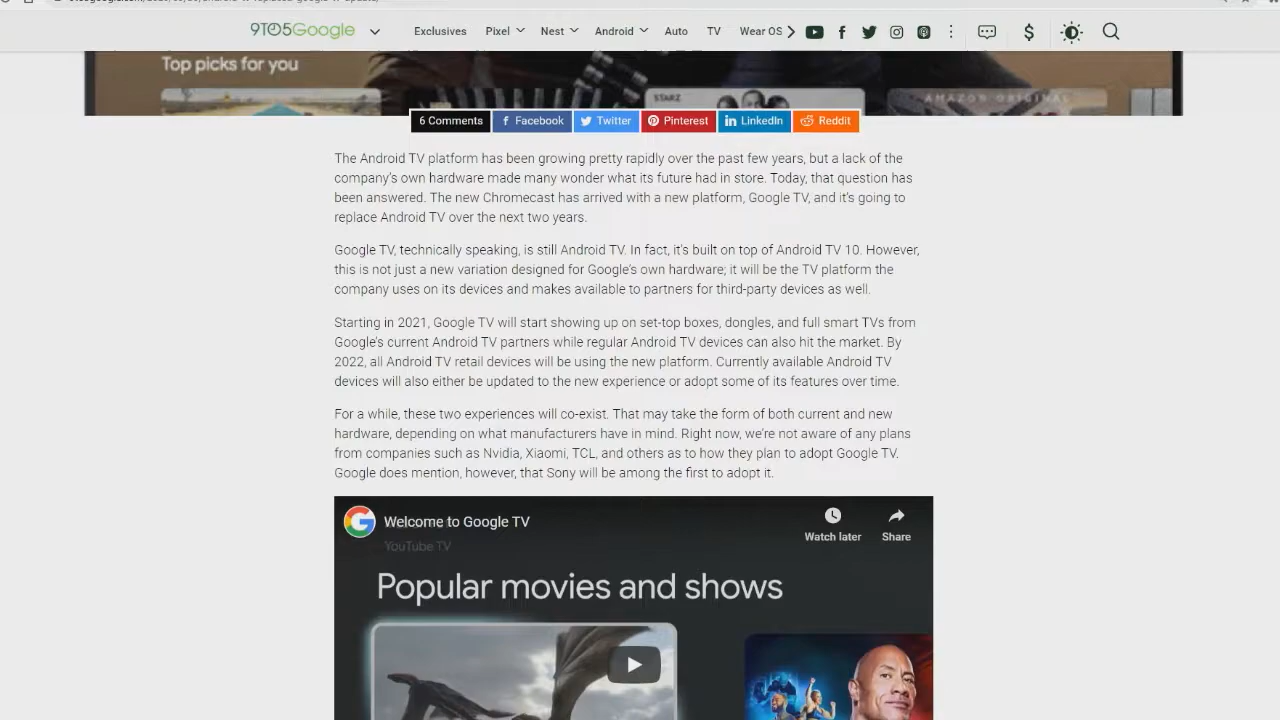 9TO5Google
Exclusives Pixel Nest Android Auto TV Wear OS
Top picks for you
STARZ
AMAZON ORIGINAL
6 Comments Facebook Twitter Pinterest LinkedIn Reddit
The Android TV platform has been growing pretty rapidly over the past few years, but a lack of the
company's own hardware made many wonder what its future had in store. Today, that question has
been answered. The new Chromecast has arrived with a new platform, Google TV, and it's going to
replace Android TV over the next two years.
Google TV, technically speaking, is still Android TV. In fact, it's built on top of Android TV 10. However,
this is not just a new variation designed for Google's own hardware; it will be the TV platform the
company uses on its devices and makes available to partners for third-party devices as well.
Starting in 2021, Google TV will start showing up on set-top boxes, dongles, and full smart TVs from
Google's current Android TV partners while regular Android TV devices can also hit the market. By
2022, all Android TV retail devices will be using the new platform. Currently available Android TV
devices will also either be updated to the new experience or adopt some of its features over time.
For a while, these two experiences will co-exist. That may take the form of both current and new
hardware, depending on what manufacturers have in mind. Right now, we're not aware of any plans
from companies such as Nvidia, Xiaomi, TCL, and others as to how they plan to adopt Google TV.
Google does mention, however, that Sony will be among the first to adopt it.
Welcome to Google TV
Watch later Share
YouTube TV
Popular movies and shows